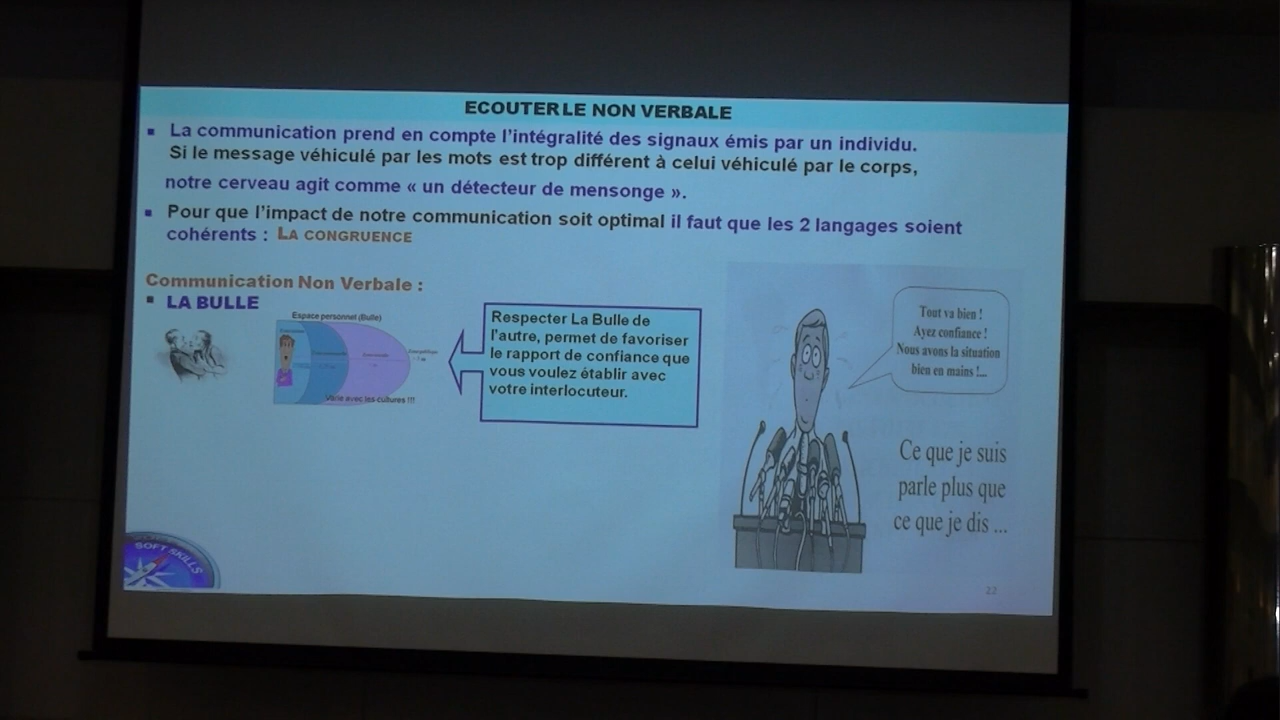 ECOUTER LE NON VERBALE
La communication prend en compte l'intégralité des signaux émis par un individu.
Si le message véhiculé par les mots est trop différent à celui véhiculé par le corps,
notre cerveau agit comme « un détecteur de mensonge ».
Pour que l'impact de notre communication soit optimal il faut que les 2 langages soient
cohérents : LA CONGRUENCE
Communication Non Verbale :
LA BULLE
Espace personnel (Bulle)
Varie avec les cultures !!!
Respecter La Bulle de
l'autre, permet de favoriser
le rapport de confiance que
vous voulez établir avec
votre interlocuteur.
Tout va bien !
Ayez confiance !
Nous avons la situation
bien en mains !...
Ce que je suis
parle plus que
ce que je dis ...
SOFT SKILLS
22